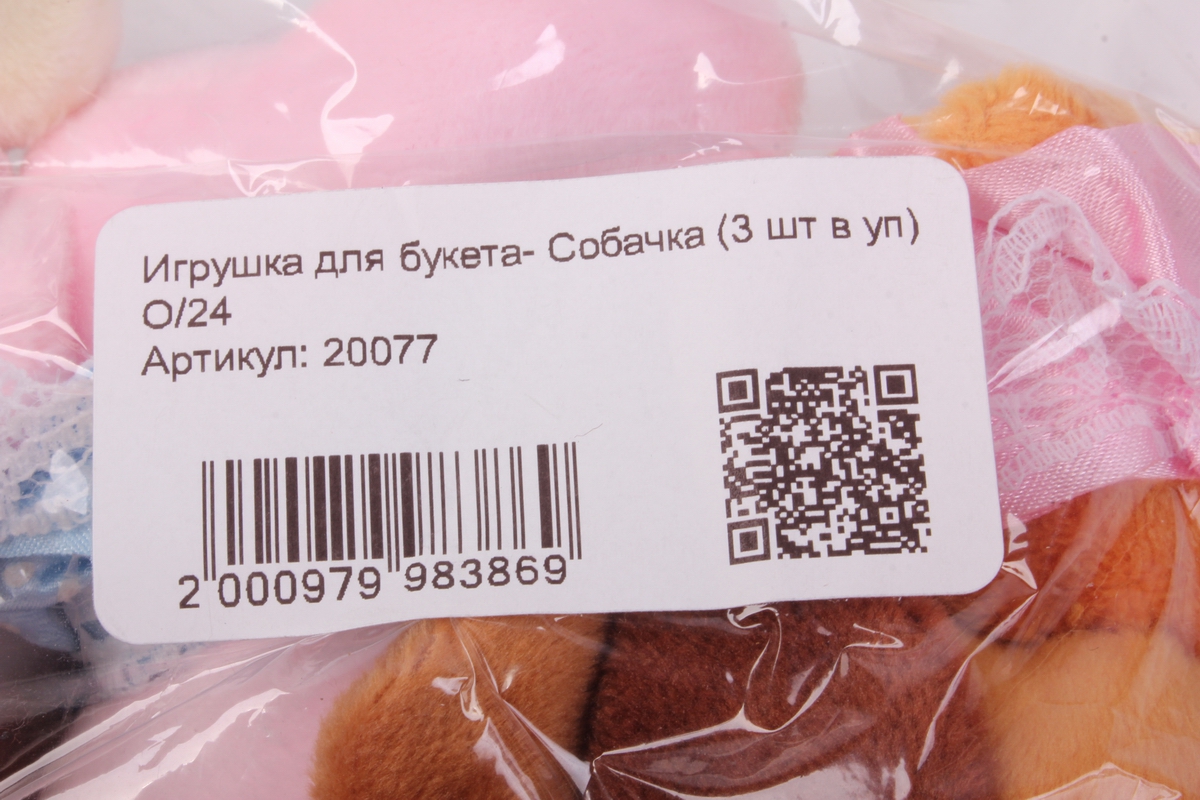 Игрушка для букета- Собачка (3 шт в уп)
О/24
Артикул: 20077
2 000979 983869